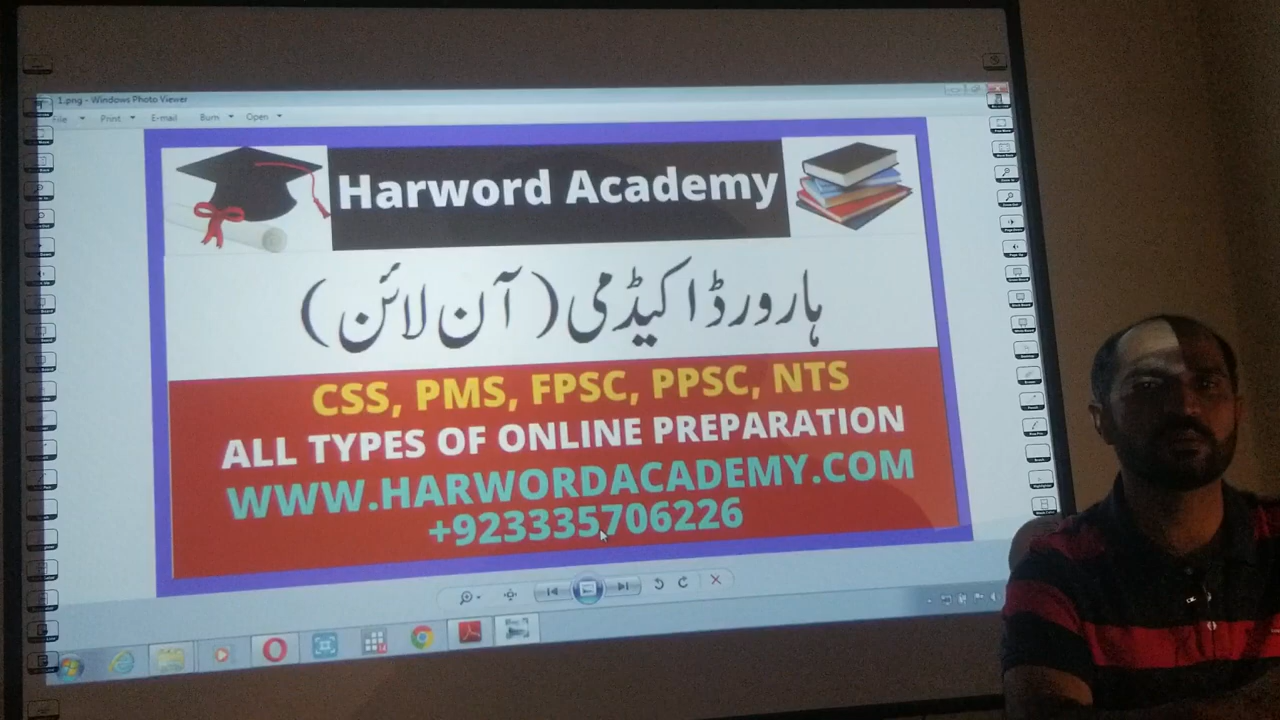 1.png - Windows Photo Viewer
File Print E-mail Burn Open
Harword Academy
ہارورڈ اکیڈمی ( آن لائن )
CSS, PMS, FPSC, PPSC, NTS
ALL TYPES OF ONLINE PREPARATION
WWW.HARWORDACADEMY.COM
+923335706226